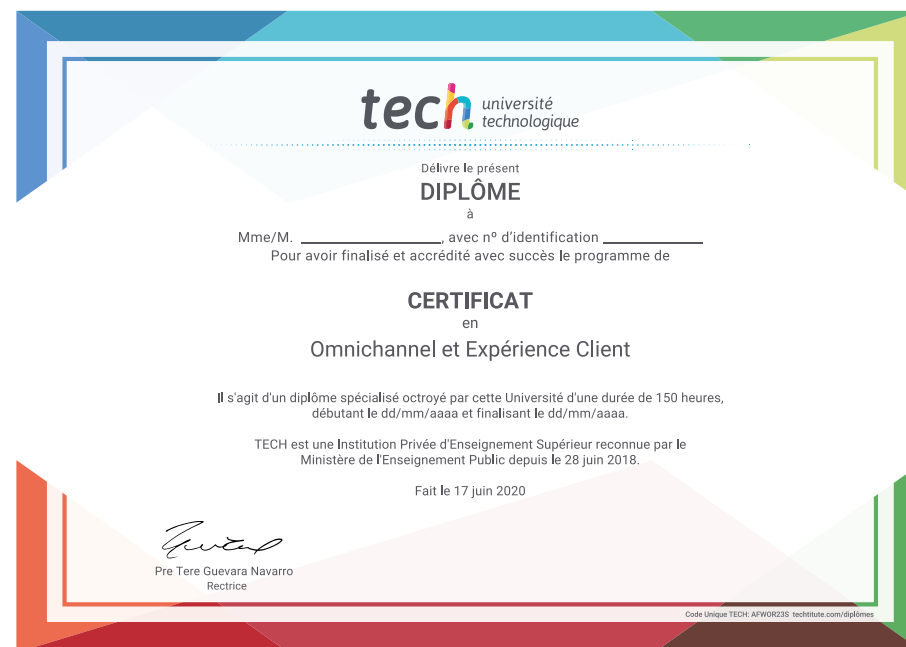 tech université
technologique
Délivre le présent
DIPLÔME
à
Mme/M. ____________________, avec nº d'identification ______________
Pour avoir finalisé et accrédité avec succès le programme de
CERTIFICAT
en
Omnichannel et Expérience Client
Il s'agit d'un diplôme spécialisé octroyé par cette Université d'une durée de 150 heures,
débutant le dd/mm/aaaa et finalisant le dd/mm/aaaa.
TECH est une Institution Privée d'Enseignement Supérieur reconnue par le
Ministère de l'Enseignement Public depuis le 28 juin 2018.
Fait le 17 juin 2020
Pre Tere Guevara Navarro
Rectrice
Code Unique TECH: AFWOR23S techtitute.com/diplômes